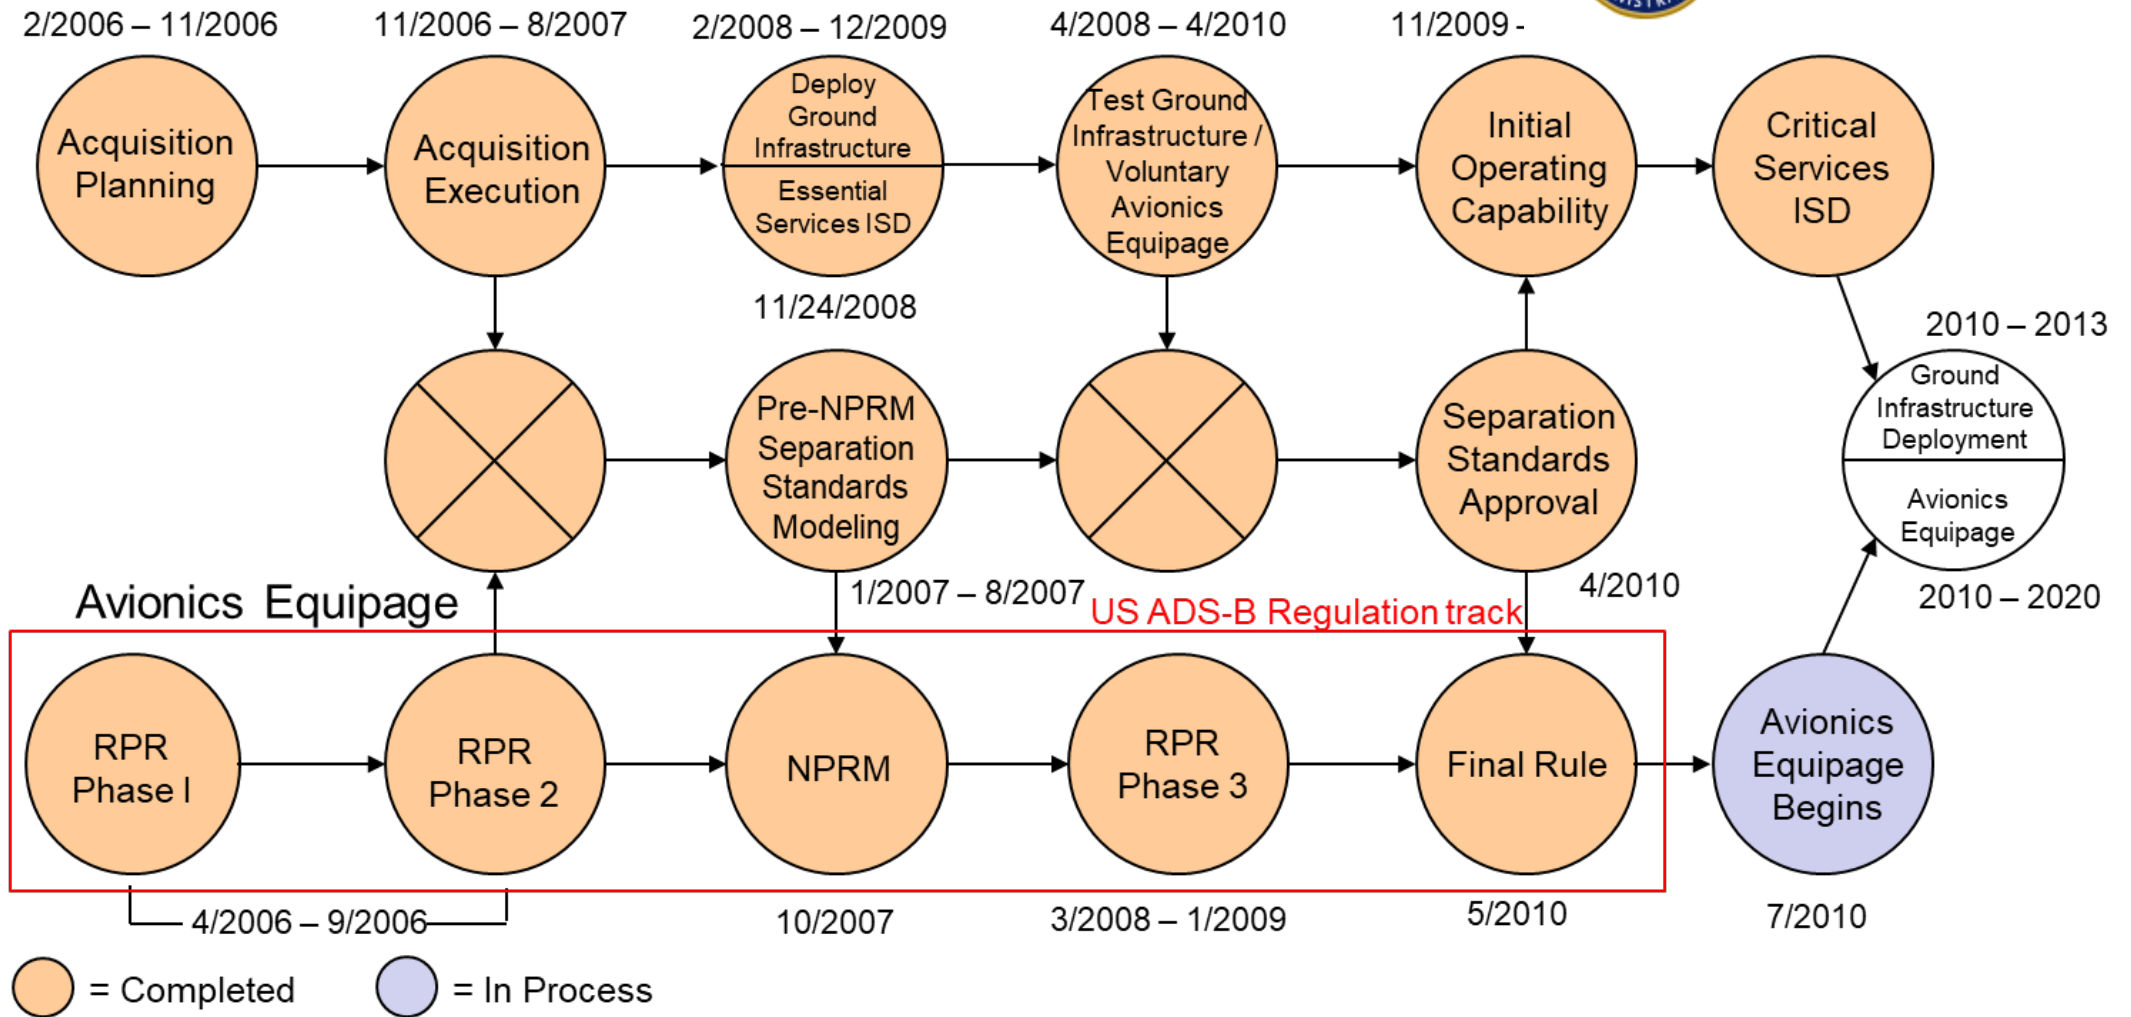 2/2006 – 11/2006
11/2006 – 8/2007
2/2008 – 12/2009
4/2008 – 4/2010
11/2009 -
Acquisition
Planning
Acquisition
Execution
Deploy
Ground
Infrastructure
Essential
Services ISD
Test Ground
Infrastructure /
Voluntary
Avionics
Equipage
Initial
Operating
Capability
Critical
Services
ISD
11/24/2008
2010 – 2013
Pre-NPRM
Separation
Standards
Modeling
Separation
Standards
Approval
Ground
Infrastructure
Deployment
Avionics
Equipage
Avionics Equipage
1/2007 – 8/2007
US ADS-B Regulation track
4/2010
2010 – 2020
RPR
Phase I
RPR
Phase 2
NPRM
RPR
Phase 3
Final Rule
Avionics
Equipage
Begins
4/2006 – 9/2006
10/2007
3/2008 – 1/2009
5/2010
7/2010
= Completed
= In Process